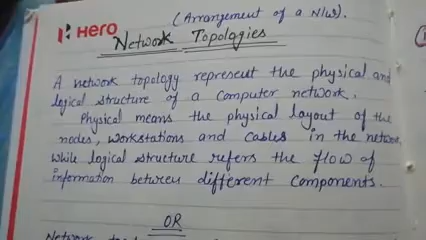 (Arrangement of a N/w).
Hero
Network Topologies
A network topology represent the physical and
logical structure of a computer network.
Physical means the physical layout of the
nodes, workstations and cables in the network,
while logical structure refers the flow of
information between different components.
OR
Network